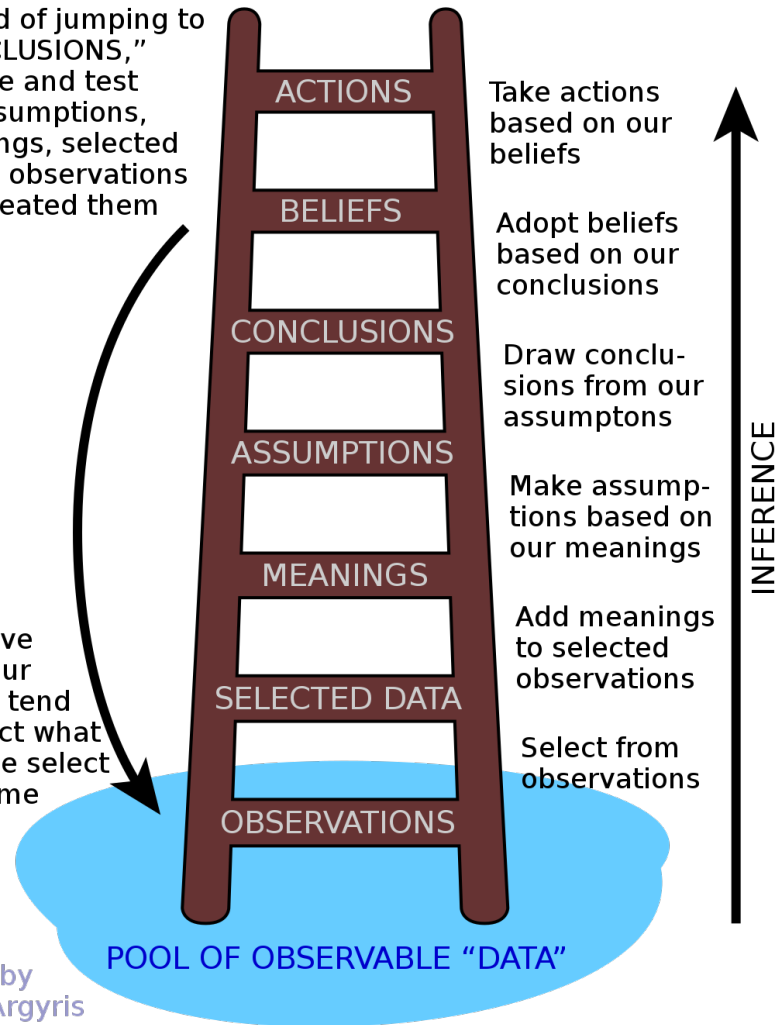 d of jumping to
CLUSIONS,”
e and test
sumptions,
ngs, selected
observations
eated them
ACTIONS
Take actions
based on our
beliefs
BELIEFS
Adopt beliefs
based on our
conclusions
CONCLUSIONS
Draw conclu-
sions from our
assumptons
ASSUMPTIONS
Make assump-
tions based on
our meanings
MEANINGS
Add meanings
to selected
observations
SELECTED DATA
Select from
observations
OBSERVATIONS
INFERENCE
ve
ur
tend
ct what
e select
me
POOL OF OBSERVABLE “DATA”
by
Argyris